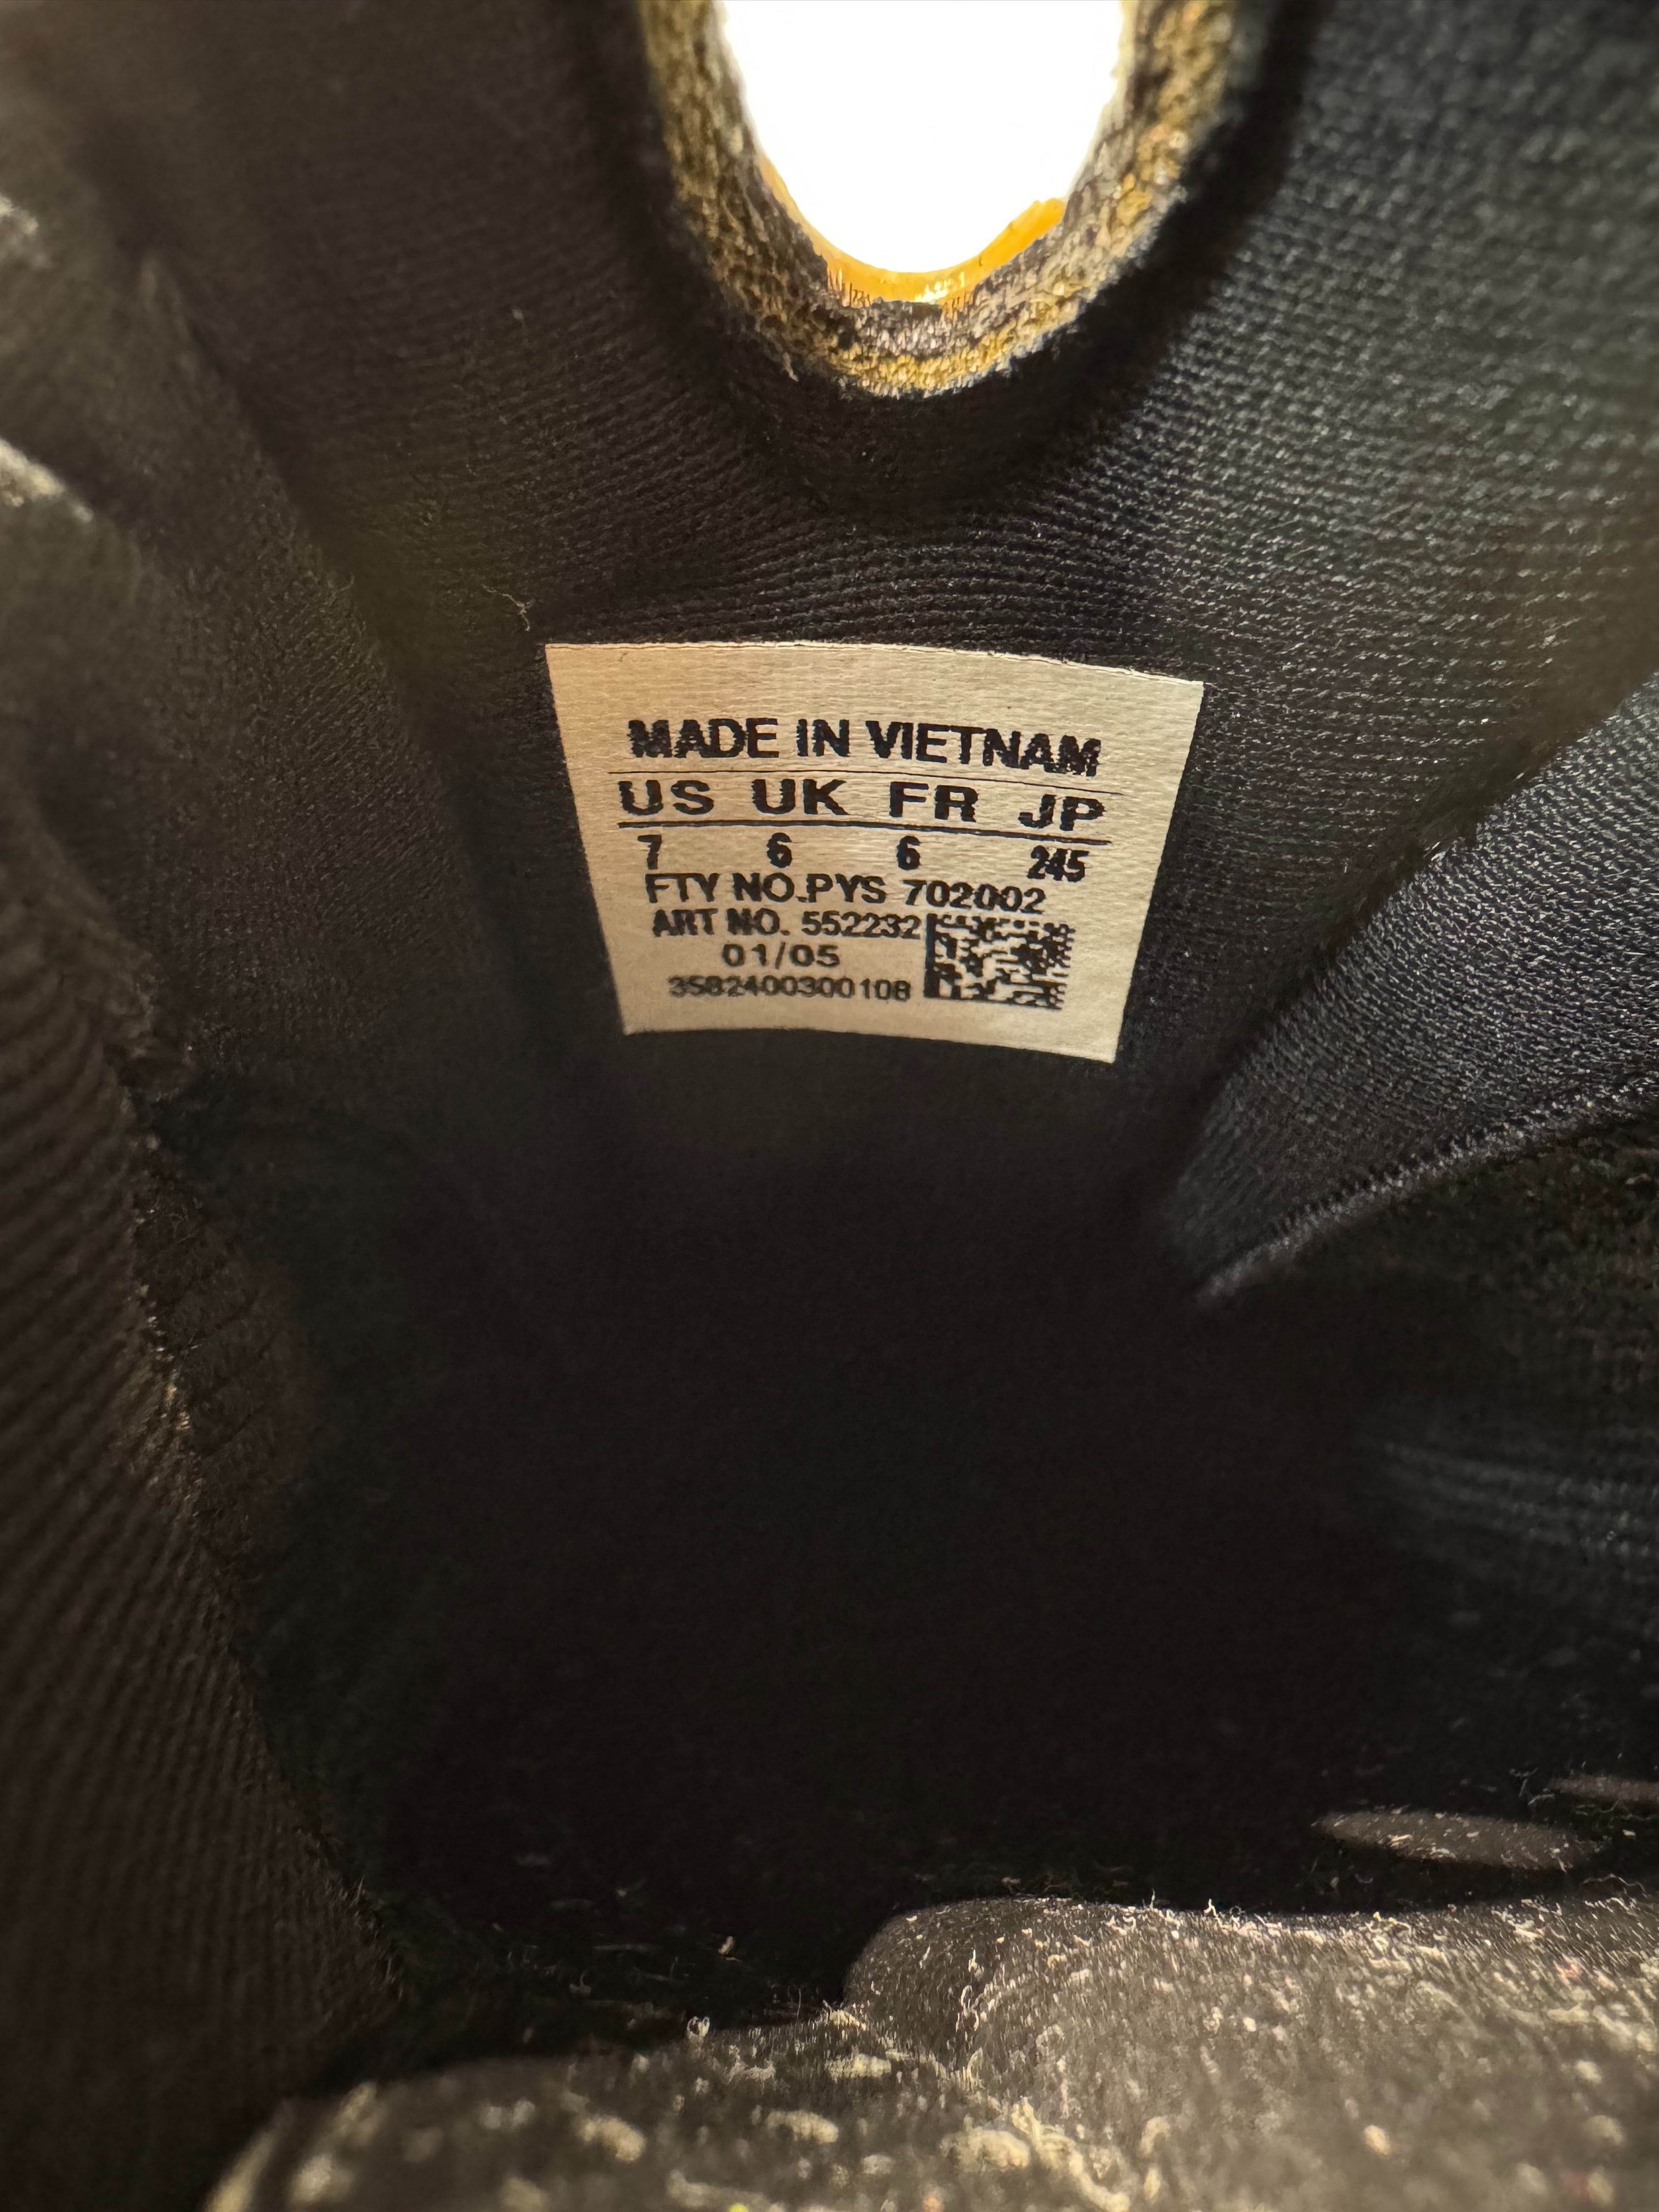 MADE IN VIETNAM
US UK FR JP
7 6 6 245
FTY NO.PYS 702002
ART NO. 552232
01/05
3582400300108